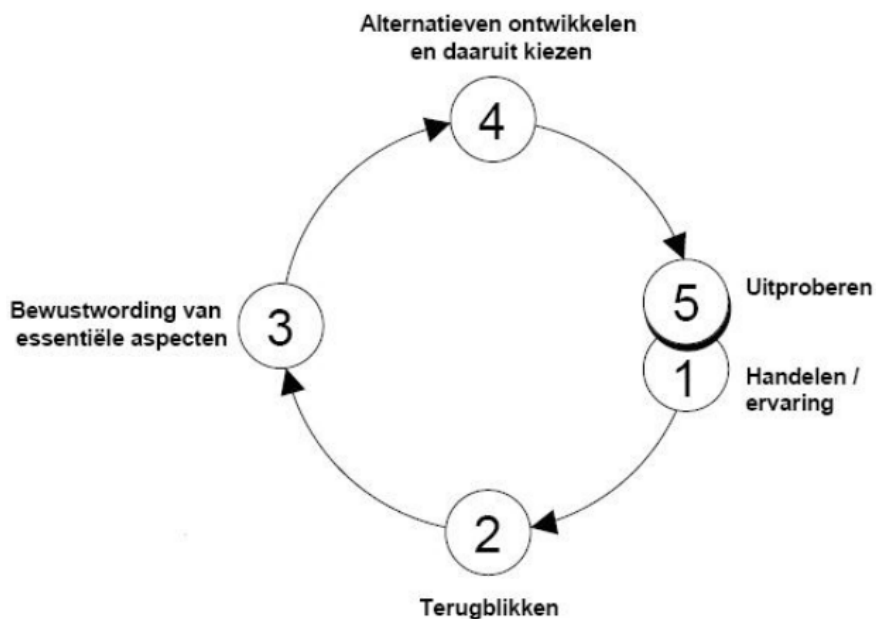 Alternatieven ontwikkelen
en daaruit kiezen
4
5
Uitproberen
Bewustwording van
essentiële aspecten
3
1
Handelen /
ervaring
2
Terugblikken